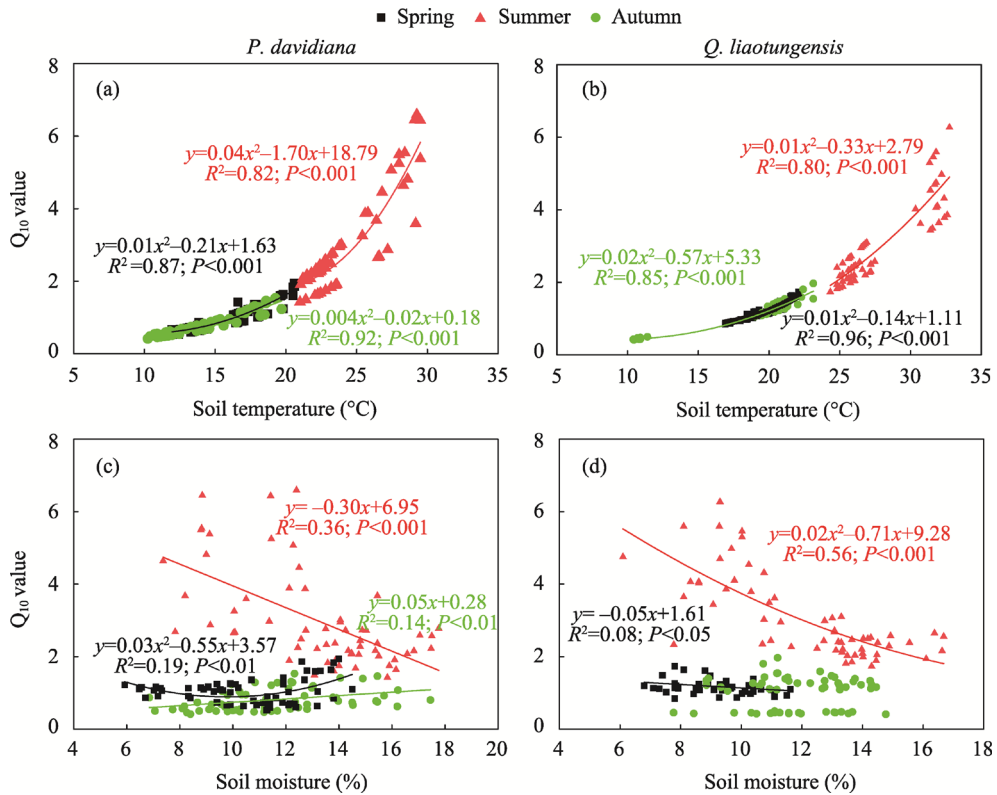 Spring Summer Autumn
P. davidiana
Q. liaotungensis
8
6
4
2
0
Q₁₀ value
(a)
y=0.04x²–1.70x+18.79
R²=0.82; P<0.001
y=0.01x²–0.21x+1.63
R²=0.87; P<0.001
y=0.004x²–0.02x+0.18
R²=0.92; P<0.001
5 10 15 20 25 30 35
Soil temperature (°C)
8
6
4
2
0
(b)
y=0.01x²–0.33x+2.79
R²=0.80; P<0.001
y=0.02x²–0.57x+5.33
R²=0.85; P<0.001
y=0.01x²–0.14x+1.11
R²=0.96; P<0.001
5 10 15 20 25 30 35
Soil temperature (°C)
8
6
4
2
0
Q₁₀ value
(c)
y= –0.30x+6.95
R²=0.36; P<0.001
y=0.05x+0.28
R²=0.14; P<0.01
y=0.03x²–0.55x+3.57
R²=0.19; P<0.01
4 6 8 10 12 14 16 18 20
Soil moisture (%)
8
6
4
2
0
(d)
y=0.02x²–0.71x+9.28
R²=0.56; P<0.001
y= –0.05x+1.61
R²=0.08; P<0.05
4 6 8 10 12 14 16 18
Soil moisture (%)